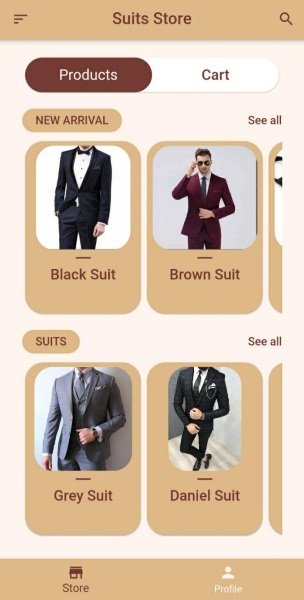 Suits Store
Products
Cart
NEW ARRIVAL
See all
Black Suit
Brown Suit
SUITS
See all
Grey Suit
Daniel Suit
Store
Profile